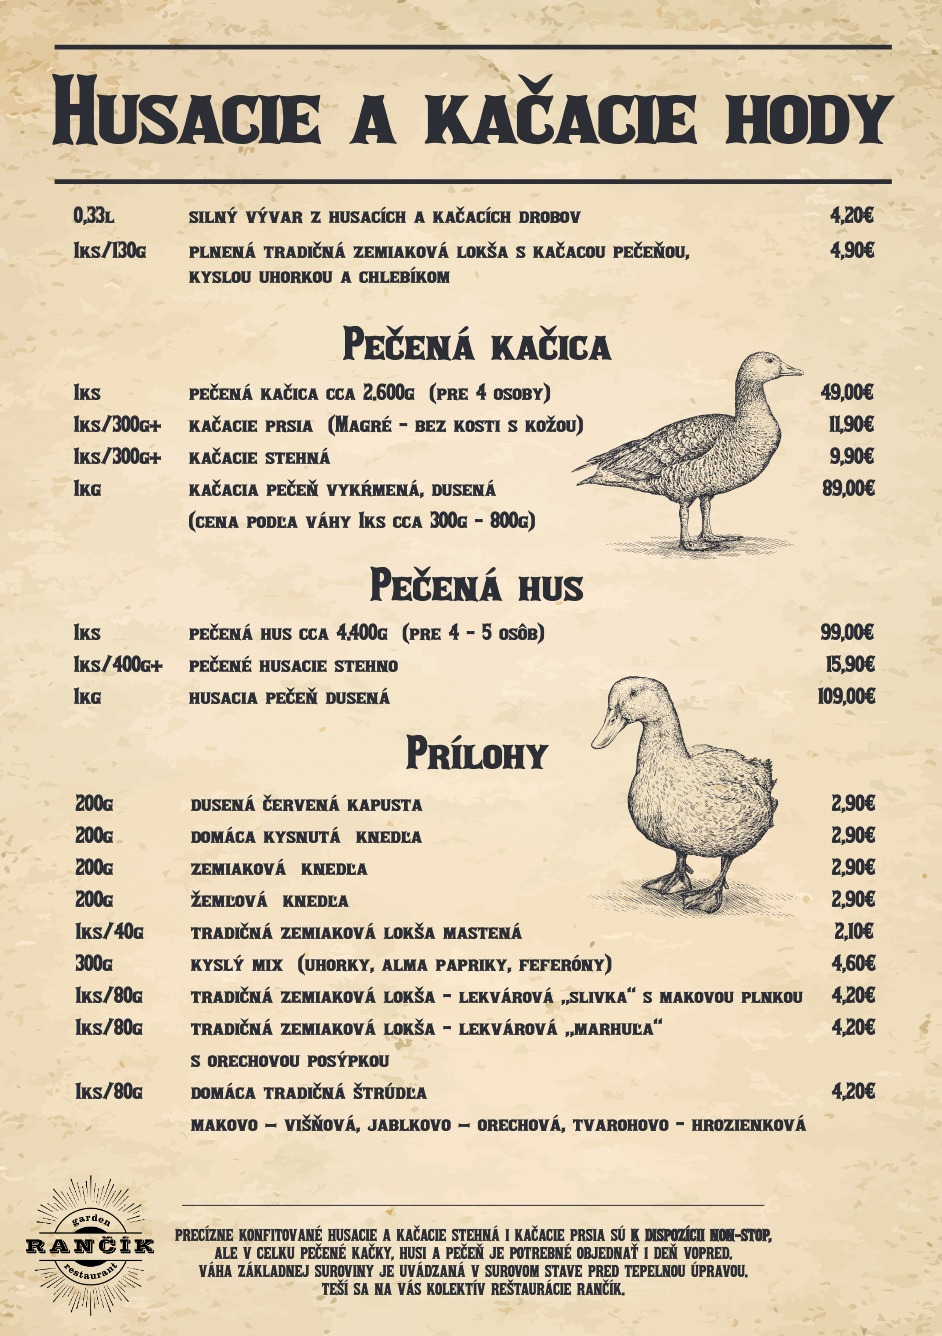 Husacie a kačacie hody
0,33l silný vývar z husacích a kačacích drobov 4,20€
1ks/130g plnená tradičná zemiaková lokša s kačacou pečeňou, 4,90€
kyslou uhorkou a chlebíkom
Pečená kačica
1ks pečená kačica cca 2.600g (pre 4 osoby) 49,00€
1ks/300g+ kačacie prsia (Magré - bez kosti s kožou) 11,90€
1ks/300g+ kačacie stehná 9,90€
1kg kačacia pečeň vykŕmená, dusená 89,00€
(cena podľa váhy 1ks cca 300g - 800g)
Pečená hus
1ks pečená hus cca 4.400g (pre 4 - 5 osôb) 99,00€
1ks/400g+ pečené husacie stehno 15,90€
1kg husacia pečeň dusená 109,00€
Prílohy
200g dusená červená kapusta 2,90€
200g domáca kysnutá knedľa 2,90€
200g zemiaková knedľa 2,90€
200g žemľová knedľa 2,90€
1ks/40g tradičná zemiaková lokša mastená 2,10€
300g kyslý mix (uhorky, alma papriky, feferóny) 4,60€
1ks/80g tradičná zemiaková lokša - lekvárová „slivka“ s makovou plnkou 4,20€
1ks/80g tradičná zemiaková lokša - lekvárová „marhuľa“ 4,20€
s orechovou posýpkou
1ks/80g domáca tradičná štrúdľa 4,20€
makovo – višňová, jablkovo – orechová, tvarohovo - hrozienková
garden
RANČÍK
restaurant
precízne konfitované husacie a kačacie stehná i kačacie prsia sú k dispozícii non-stop,
ale v celku pečené kačky, husi a pečeň je potrebné objednať 1 deň vopred.
váha základnej suroviny je uvádzaná v surovom stave pred tepelnou úpravou.
teší sa na vás kolektív reštaurácie rančík.